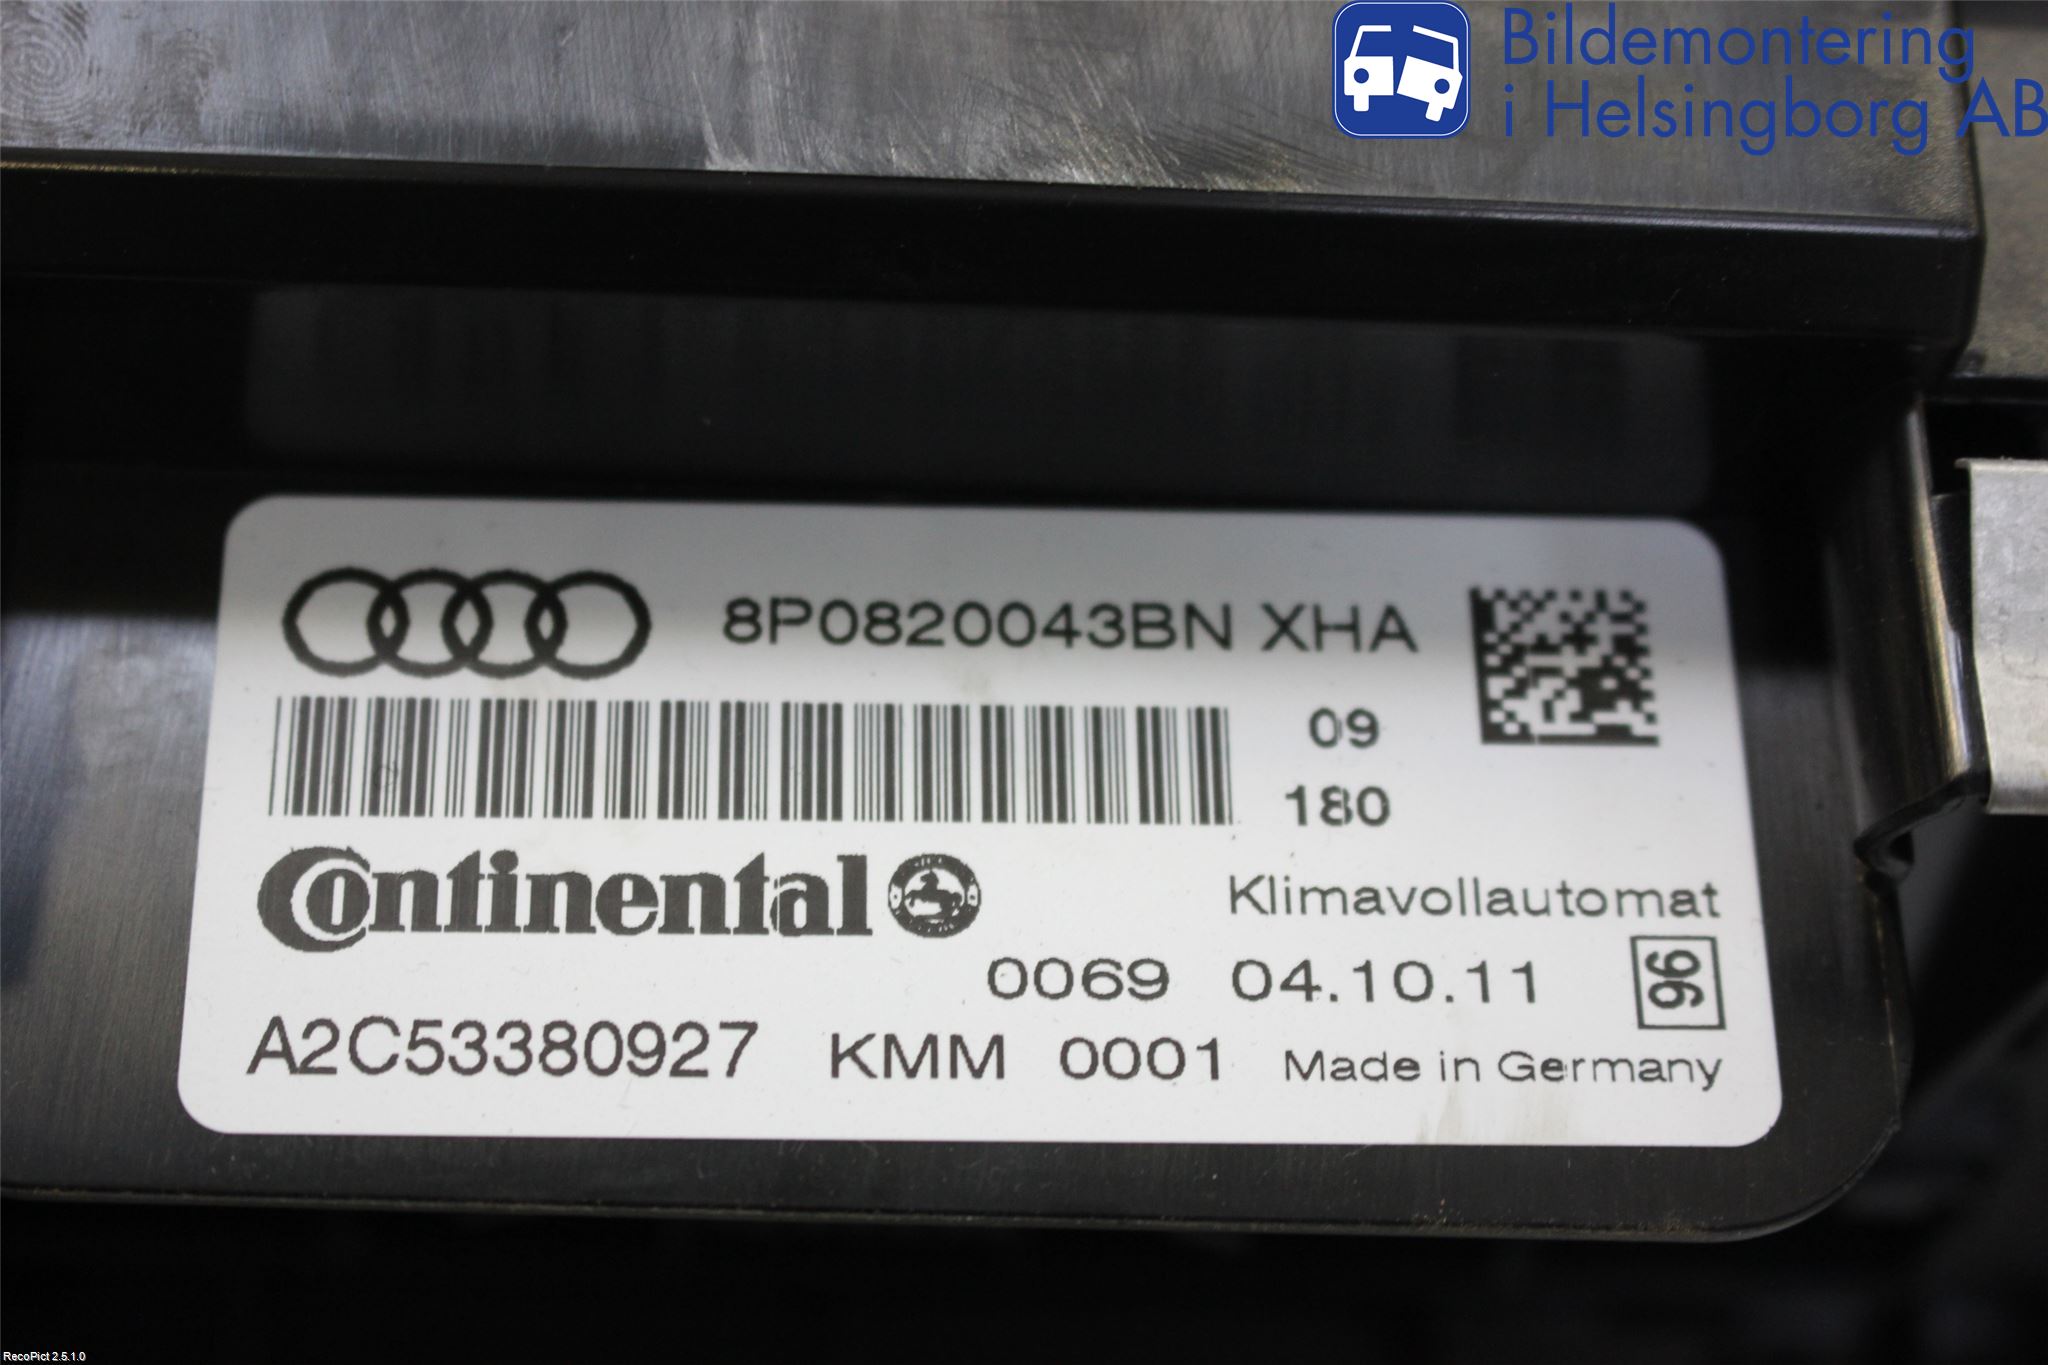 Bildemontering
i Helsingborg AB
8P0820043BN XHA
09
180
Continental
Klimavollautomat
0069 04.10.11 96
A2C53380927 KMM 0001 Made in Germany
RecoPict 2.5.1.0